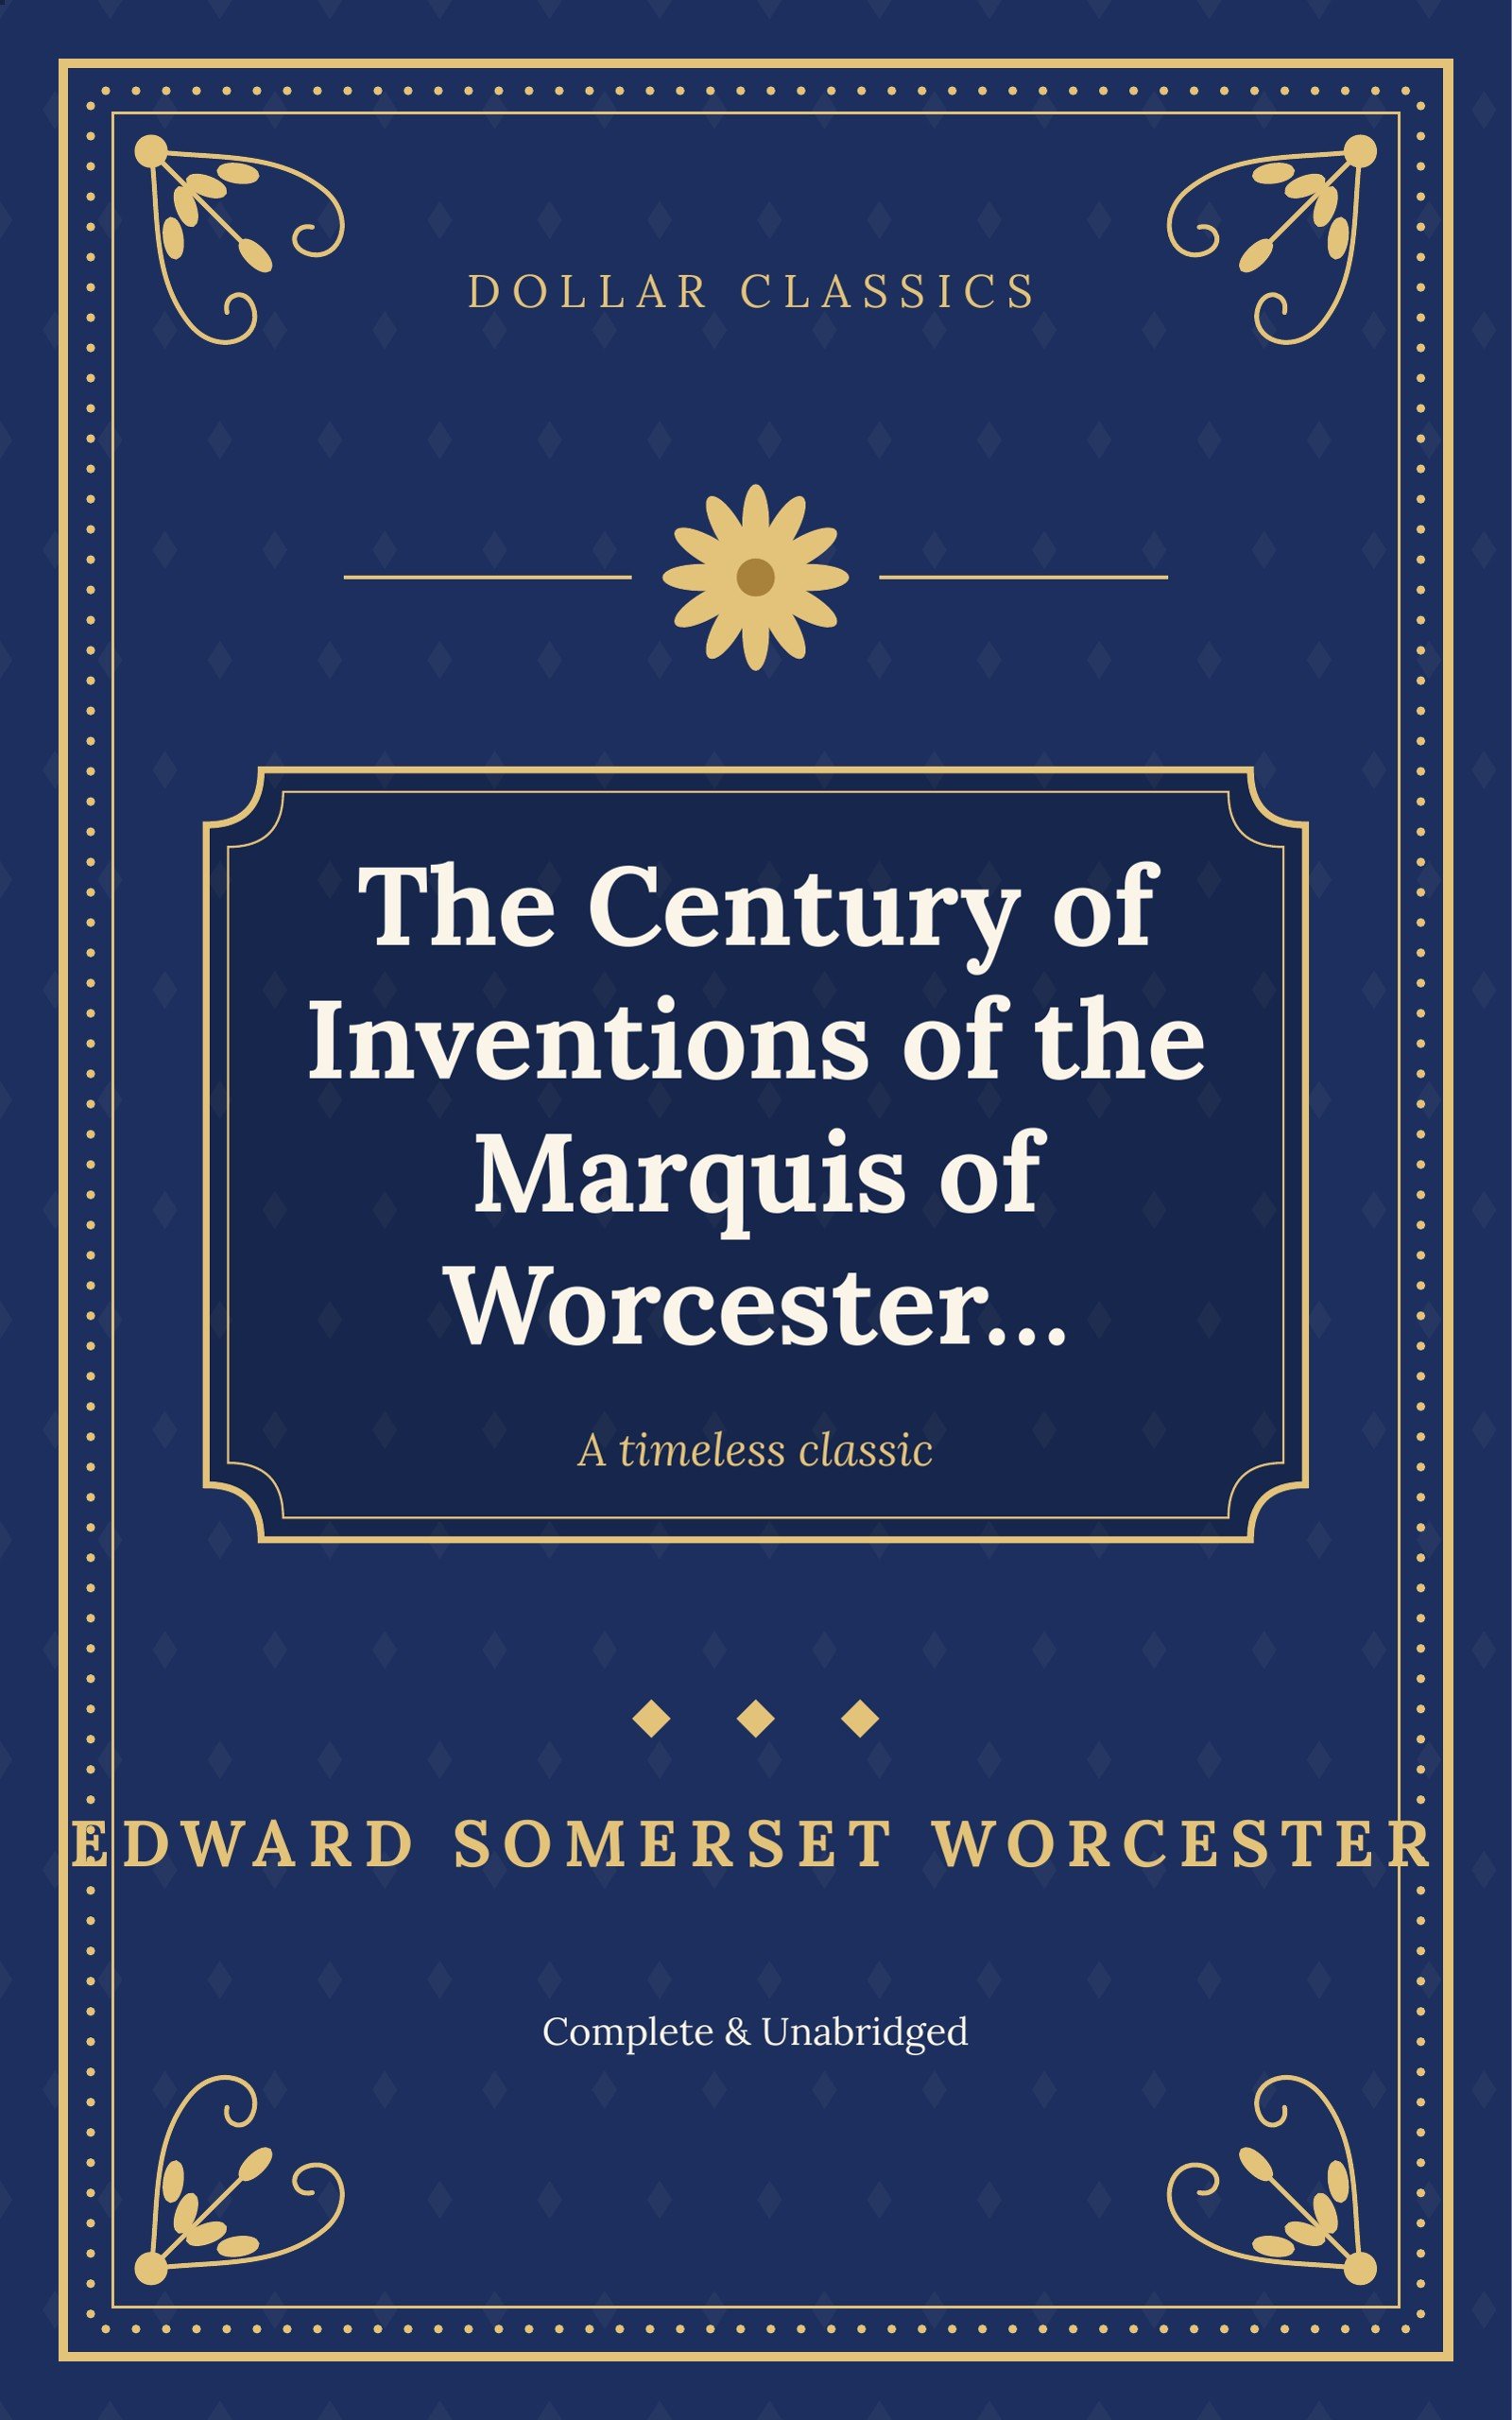 DOLLAR CLASSICS
The Century of
Inventions of the
Marquis of
Worcester...
A timeless classic
EDWARD SOMERSET WORCESTER
Complete & Unabridged